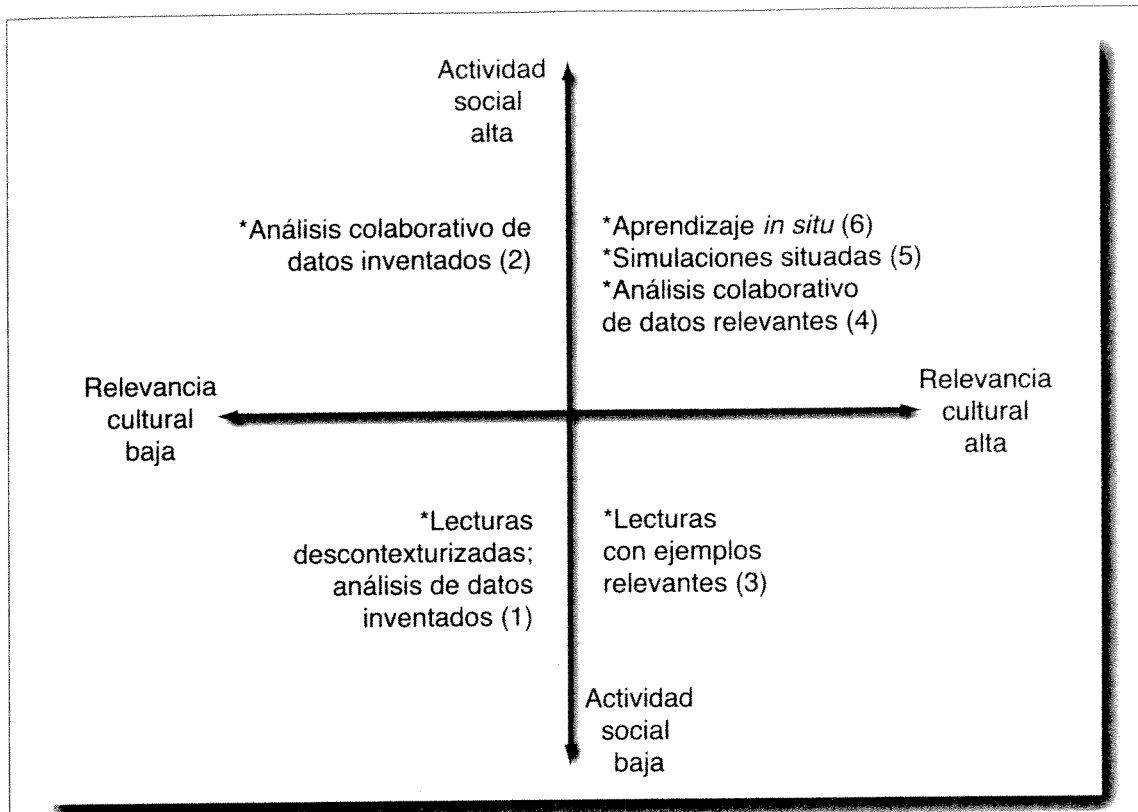 Actividad
social
alta
*Análisis colaborativo de
datos inventados (2)
*Aprendizaje in situ (6)
*Simulaciones situadas (5)
*Análisis colaborativo
de datos relevantes (4)
Relevancia
cultural
baja
Relevancia
cultural
alta
*Lecturas
descontexturizadas;
análisis de datos
inventados (1)
*Lecturas
con ejemplos
relevantes (3)
Actividad
social
baja